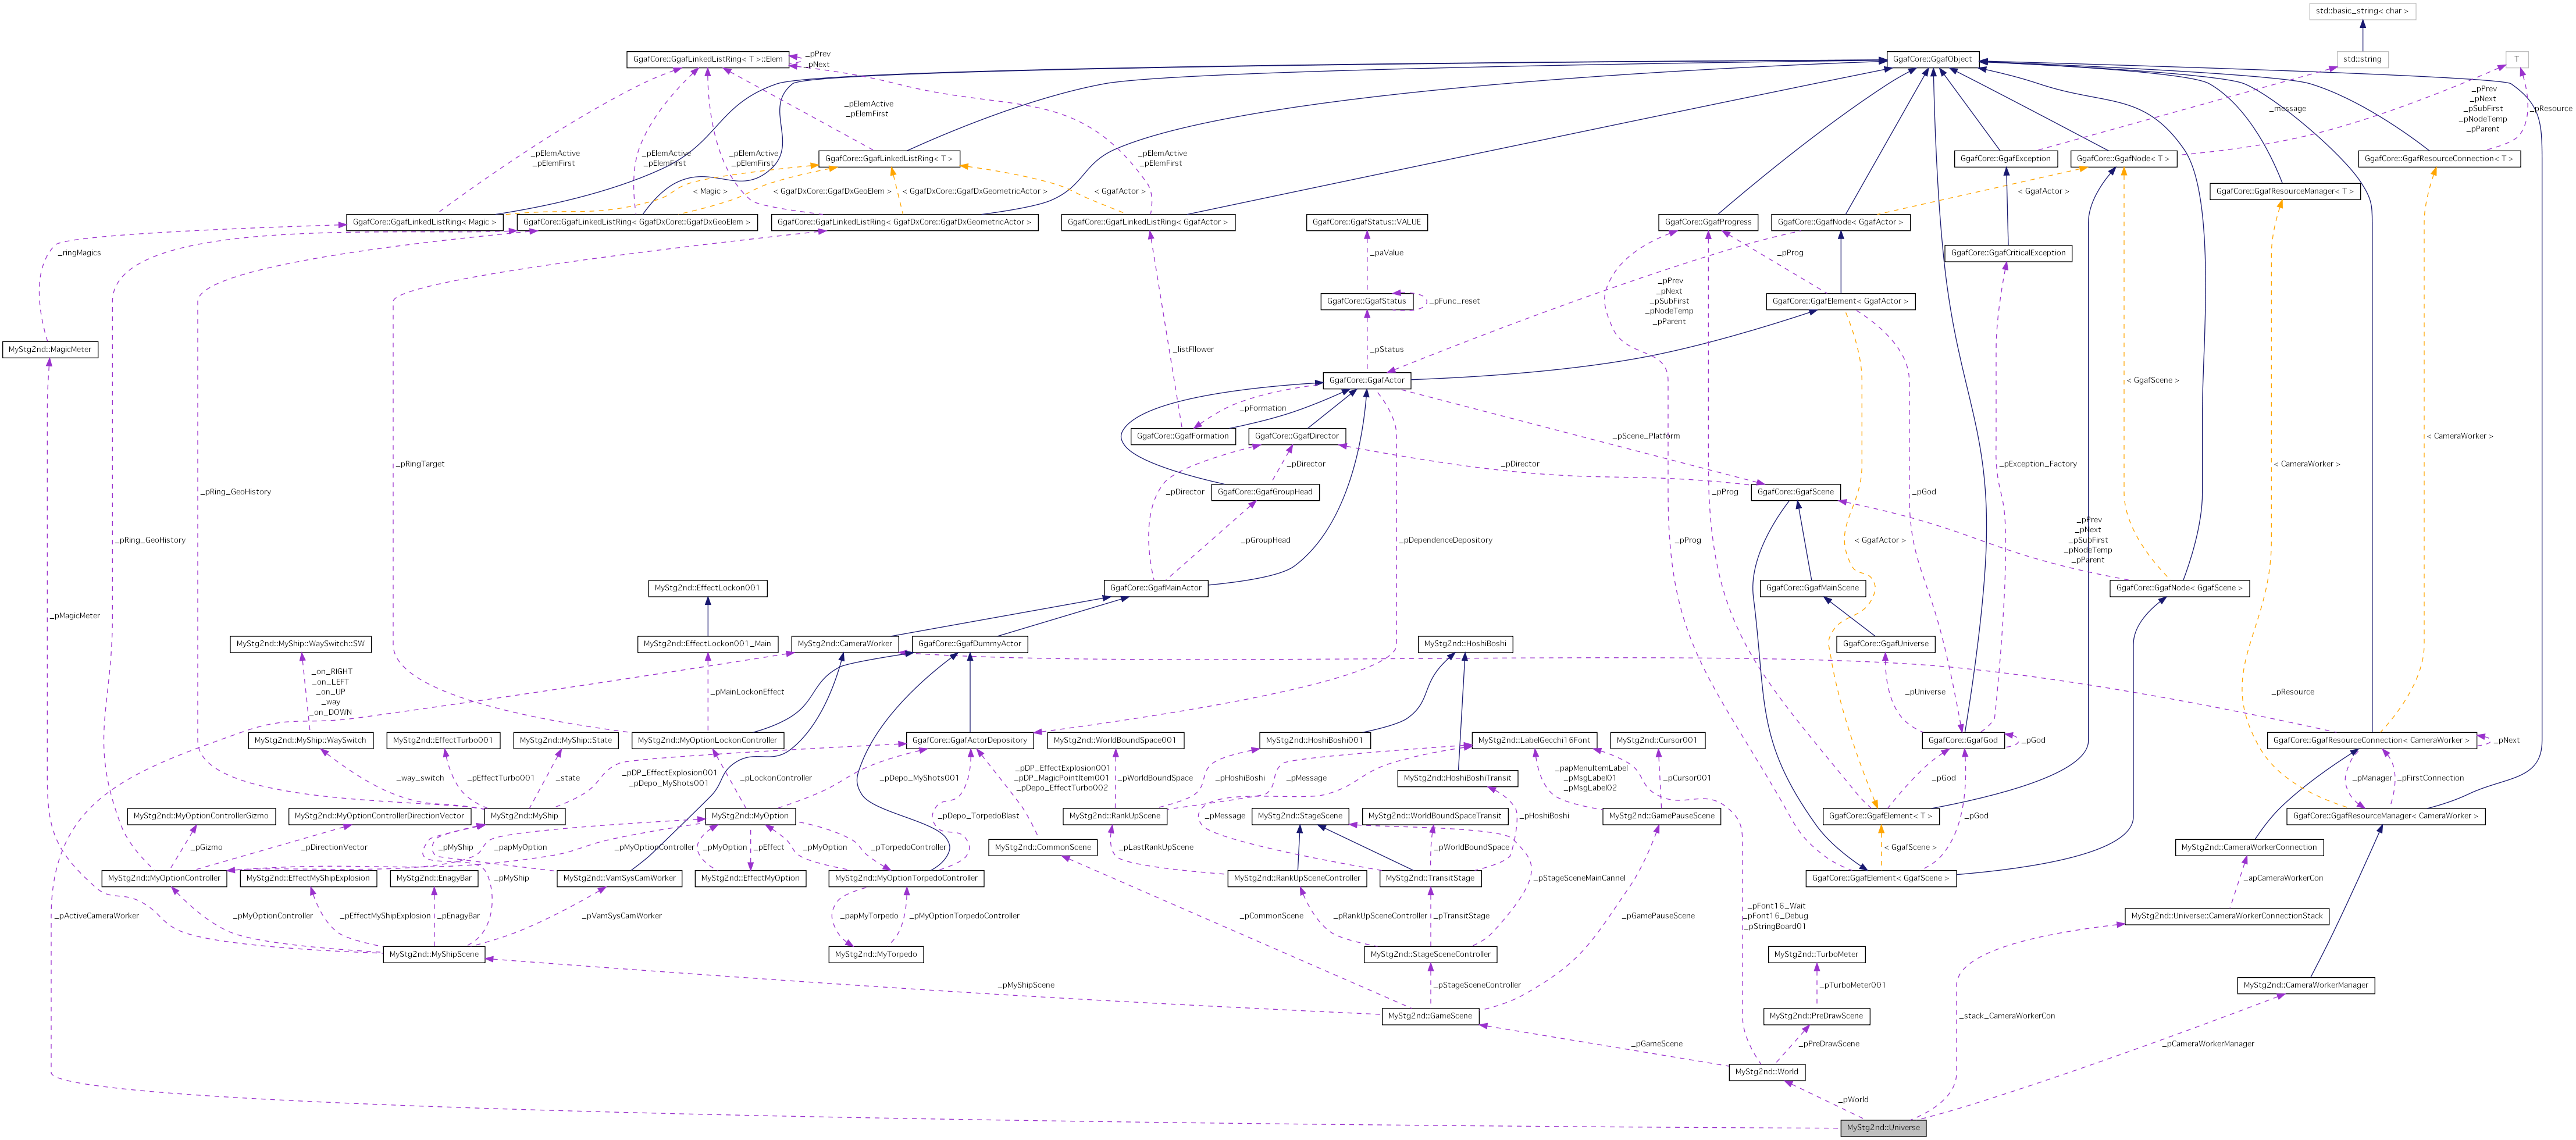 std::basic_string< char >
GgafCore::GgafLinkedListRing< T >::Elem
_pPrev
_pNext
GgafCore::GgafObject
std::string
T
_pElemActive
_pElemFirst
_message
_pPrev
_pNext
_pSubFirst
_pNodeTemp
_pParent
_pResource
_pElemActive
_pElemFirst
_pElemActive
_pElemFirst
_pElemActive
_pElemFirst
_pElemActive
_pElemFirst
GgafCore::GgafLinkedListRing< T >
GgafCore::GgafException
GgafCore::GgafNode< T >
GgafCore::GgafResourceConnection< T >
< Magic >
< GgafDxCore::GgafDxGeoElem >
< GgafDxCore::GgafDxGeometricActor >
< GgafActor >
< GgafActor >
GgafCore::GgafResourceManager< T >
GgafCore::GgafLinkedListRing< Magic >
GgafCore::GgafLinkedListRing< GgafDxCore::GgafDxGeoElem >
GgafCore::GgafLinkedListRing< GgafDxCore::GgafDxGeometricActor >
GgafCore::GgafLinkedListRing< GgafActor >
GgafCore::GgafStatus::VALUE
GgafCore::GgafProgress
GgafCore::GgafNode< GgafActor >
_ringMagics
_paValue
_pProg
GgafCore::GgafCriticalException
_pPrev
_pNext
_pSubFirst
_pNodeTemp
_pParent
GgafCore::GgafStatus
_pFunc_reset
GgafCore::GgafElement< GgafActor >
MyStg2nd::MagicMeter
_listFllower
_pStatus
GgafCore::GgafActor
< GgafScene >
_pFormation
GgafCore::GgafFormation
GgafCore::GgafDirector
_pScene_Platform
< CameraWorker >
_pRingTarget
_pDirector
_pDirector
_pException_Factory
< CameraWorker >
_pRing_GeoHistory
_pDirector
GgafCore::GgafGroupHead
_pProg
GgafCore::GgafScene
_pGod
_pRing_GeoHistory
_pGroupHead
_pDependenceDepository
_pProg
< GgafActor >
_pPrev
_pNext
_pSubFirst
_pNodeTemp
_pParent
MyStg2nd::EffectLockon001
GgafCore::GgafMainActor
GgafCore::GgafMainScene
GgafCore::GgafNode< GgafScene >
_pMagicMeter
MyStg2nd::MyShip::WaySwitch::SW
MyStg2nd::EffectLockon001_Main
MyStg2nd::CameraWorker
GgafCore::GgafDummyActor
MyStg2nd::HoshiBoshi
GgafCore::GgafUniverse
_on_RIGHT
_on_LEFT
_on_UP
_way
_on_DOWN
_pMainLockonEffect
_pUniverse
_pResource
MyStg2nd::MyShip::WaySwitch
MyStg2nd::EffectTurbo001
MyStg2nd::MyShip::State
MyStg2nd::MyOptionLockonController
GgafCore::GgafActorDepository
MyStg2nd::WorldBoundSpace001
MyStg2nd::HoshiBoshi001
MyStg2nd::LabelGecchi16Font
MyStg2nd::Cursor001
GgafCore::GgafGod
_pGod
GgafCore::GgafResourceConnection< CameraWorker >
_pNext
_way_switch
_pEffectTurbo001
_state
_pDP_EffectExplosion001
_pDepo_MyShots001
_pLockonController
_pDepo_MyShots001
_pDP_EffectExplosion001
_pDP_MagicPointItem001
_pDepo_EffectTurbo002
_pWorldBoundSpace
_pHoshiBoshi
_pMessage
MyStg2nd::HoshiBoshiTransit
_papMenuItemLabel
_pMsgLabel01
_pMsgLabel02
_pCursor001
_pGod
_pManager
_pFirstConnection
MyStg2nd::MyOptionControllerGizmo
MyStg2nd::MyOptionControllerDirectionVector
MyStg2nd::MyShip
MyStg2nd::MyOption
_pDepo_TorpedoBlast
MyStg2nd::RankUpScene
_pMessage
MyStg2nd::StageScene
MyStg2nd::WorldBoundSpaceTransit
_pHoshiBoshi
MyStg2nd::GamePauseScene
GgafCore::GgafElement< T >
_pGod
GgafCore::GgafResourceManager< CameraWorker >
_pGizmo
_pDirectionVector
_pMyShip
_papMyOption
_pMyOptionController
_pMyOption
_pEffect
_pMyOption
_pTorpedoController
MyStg2nd::CommonScene
_pLastRankUpScene
_pWorldBoundSpace
< GgafScene >
MyStg2nd::CameraWorkerConnection
MyStg2nd::MyOptionController
MyStg2nd::EffectMyShipExplosion
MyStg2nd::EnagyBar
_pMyShip
MyStg2nd::VamSysCamWorker
MyStg2nd::EffectMyOption
MyStg2nd::MyOptionTorpedoController
MyStg2nd::RankUpSceneController
MyStg2nd::TransitStage
_pStageSceneMainCannel
GgafCore::GgafElement< GgafScene >
_apCameraWorkerCon
_pActiveCameraWorker
_pMyOptionController
_pEffectMyShipExplosion
_pEnagyBar
_pVamSysCamWorker
_papMyTorpedo
_pMyOptionTorpedoController
_pCommonScene
_pRankUpSceneController
_pTransitStage
_pGamePauseScene
_pFont16_Wait
_pFont16_Debug
_pStringBoard01
MyStg2nd::Universe::CameraWorkerConnectionStack
MyStg2nd::MyShipScene
MyStg2nd::MyTorpedo
MyStg2nd::StageSceneController
MyStg2nd::TurboMeter
_pMyShipScene
_pStageSceneController
_pTurboMeter001
MyStg2nd::CameraWorkerManager
MyStg2nd::GameScene
MyStg2nd::PreDrawScene
_stack_CameraWorkerCon
_pGameScene
_pPreDrawScene
_pCameraWorkerManager
MyStg2nd::World
_pWorld
MyStg2nd::Universe